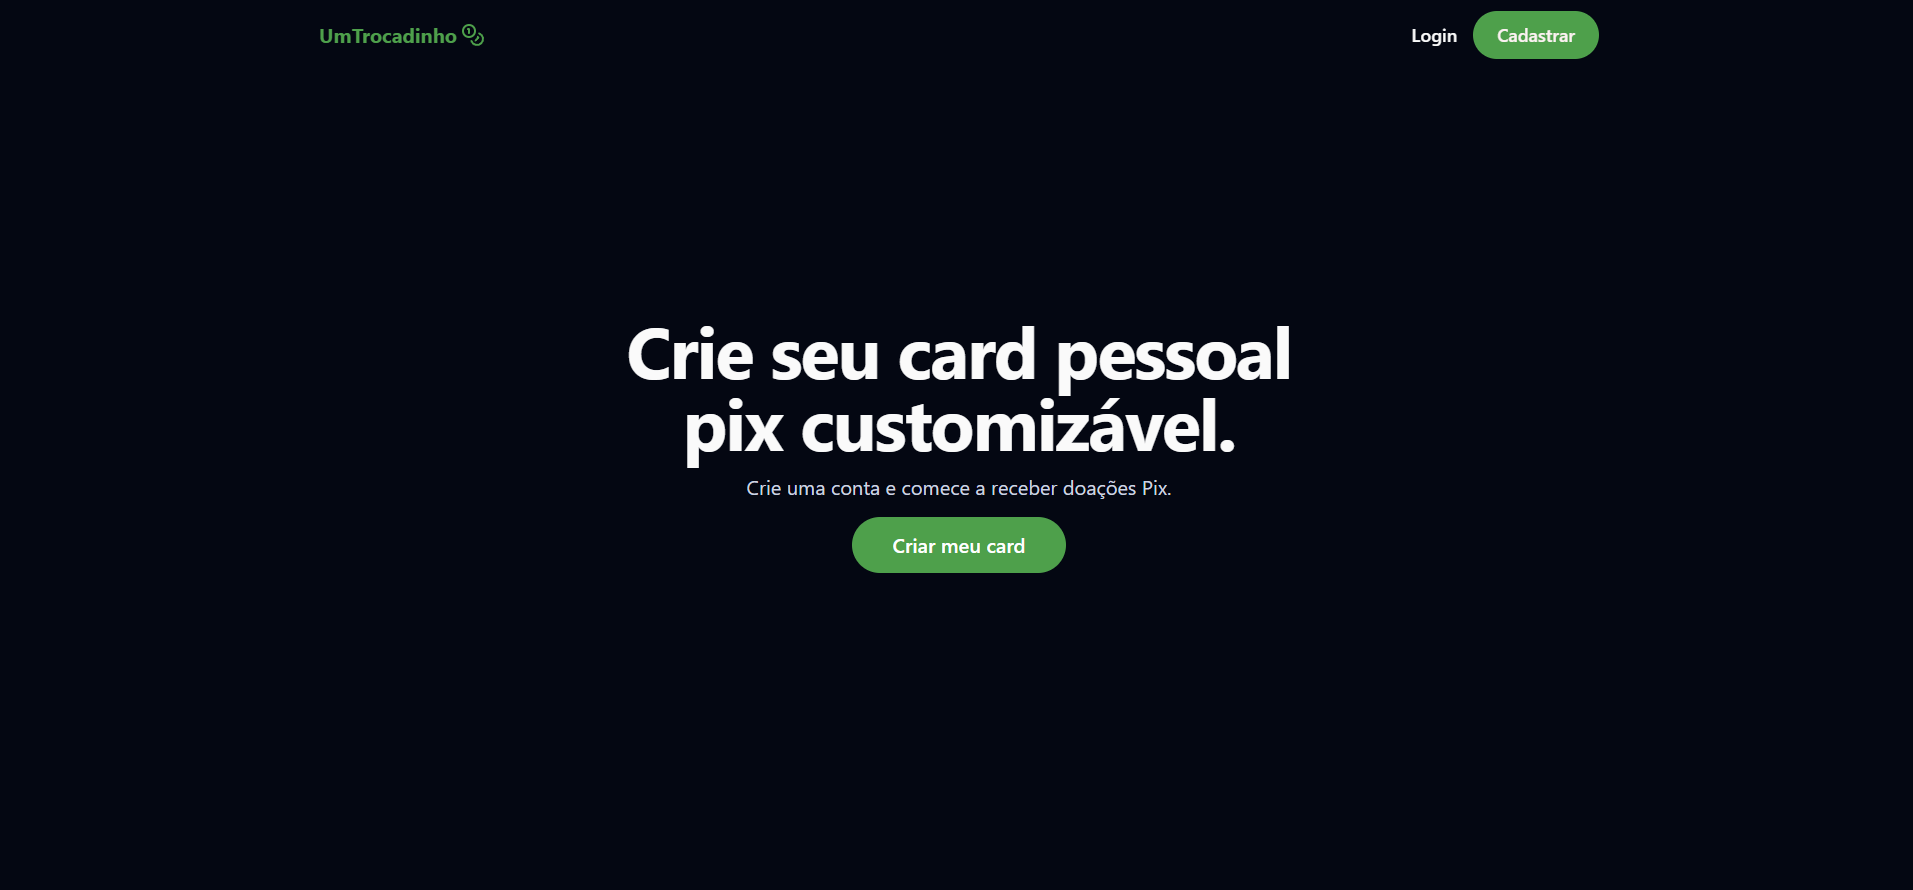 UmTrocadinho
Login
Cadastrar
Crie seu card pessoal
pix customizável.
Crie uma conta e comece a receber doações Pix.
Criar meu card